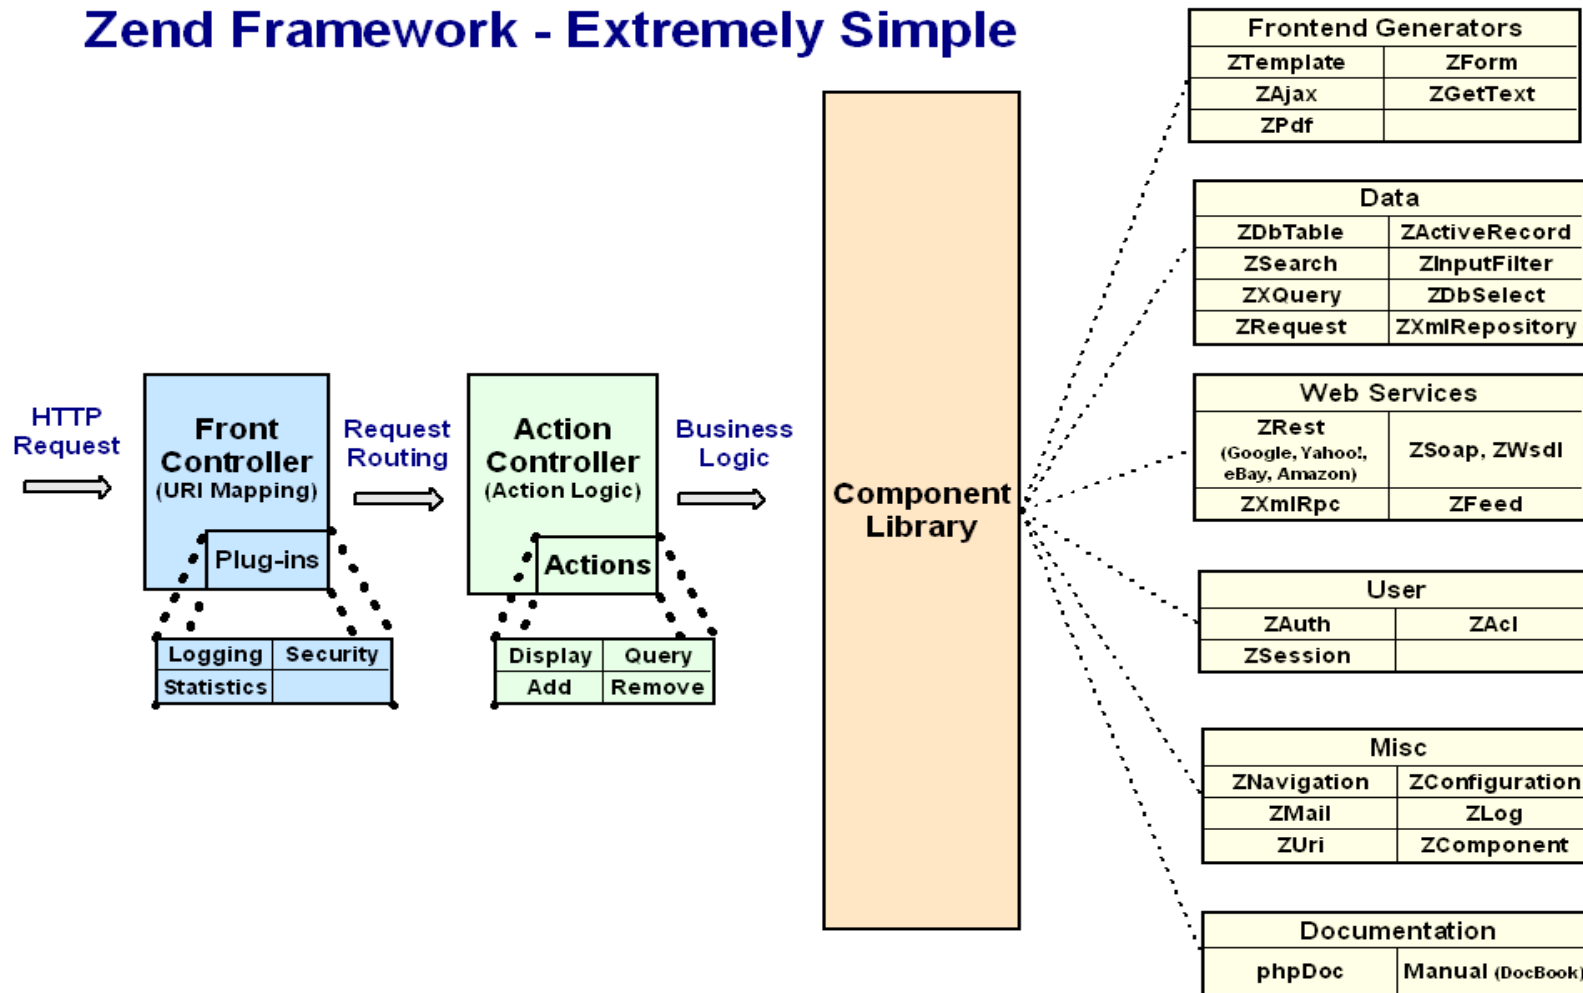 Zend Framework - Extremely Simple
HTTP
Request
Front
Controller
(URI Mapping)
Plug-ins
Logging Security
Statistics
Request
Routing
Action
Controller
(Action Logic)
Actions
Display Query
Add Remove
Business
Logic
Component
Library
Frontend Generators
ZTemplate ZForm
ZAjax ZGetText
ZPdf
Data
ZDbTable ZActiveRecord
ZSearch ZInputFilter
ZXQuery ZDbSelect
ZRequest ZXmlRepository
Web Services
ZRest
(Google, Yahoo!,
eBay, Amazon)
ZSoap, ZWsdl
ZXmlRpc ZFeed
User
ZAuth ZAcl
ZSession
Misc
ZNavigation ZConfiguration
ZMail ZLog
ZUri ZComponent
Documentation
phpDoc Manual (DocBook)